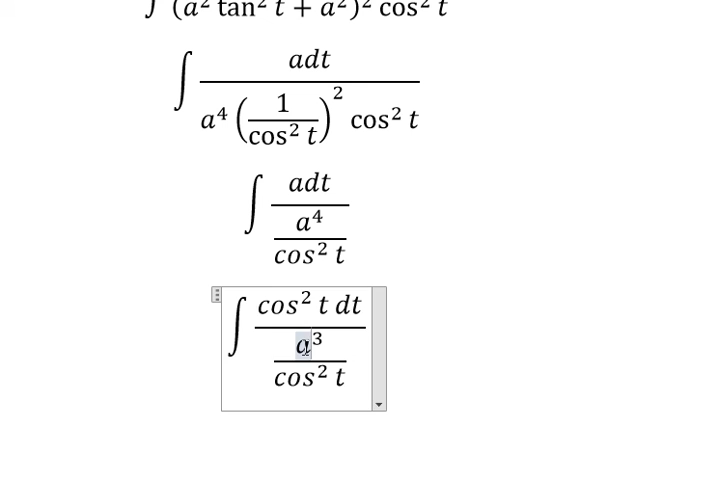 ∫ (a² tan² t + a²)² cos² t
∫ adt / (a⁴ (1 / cos² t)² cos² t)
∫ adt / (a⁴ / cos² t)
∫ cos² t dt / (a³ / cos² t)